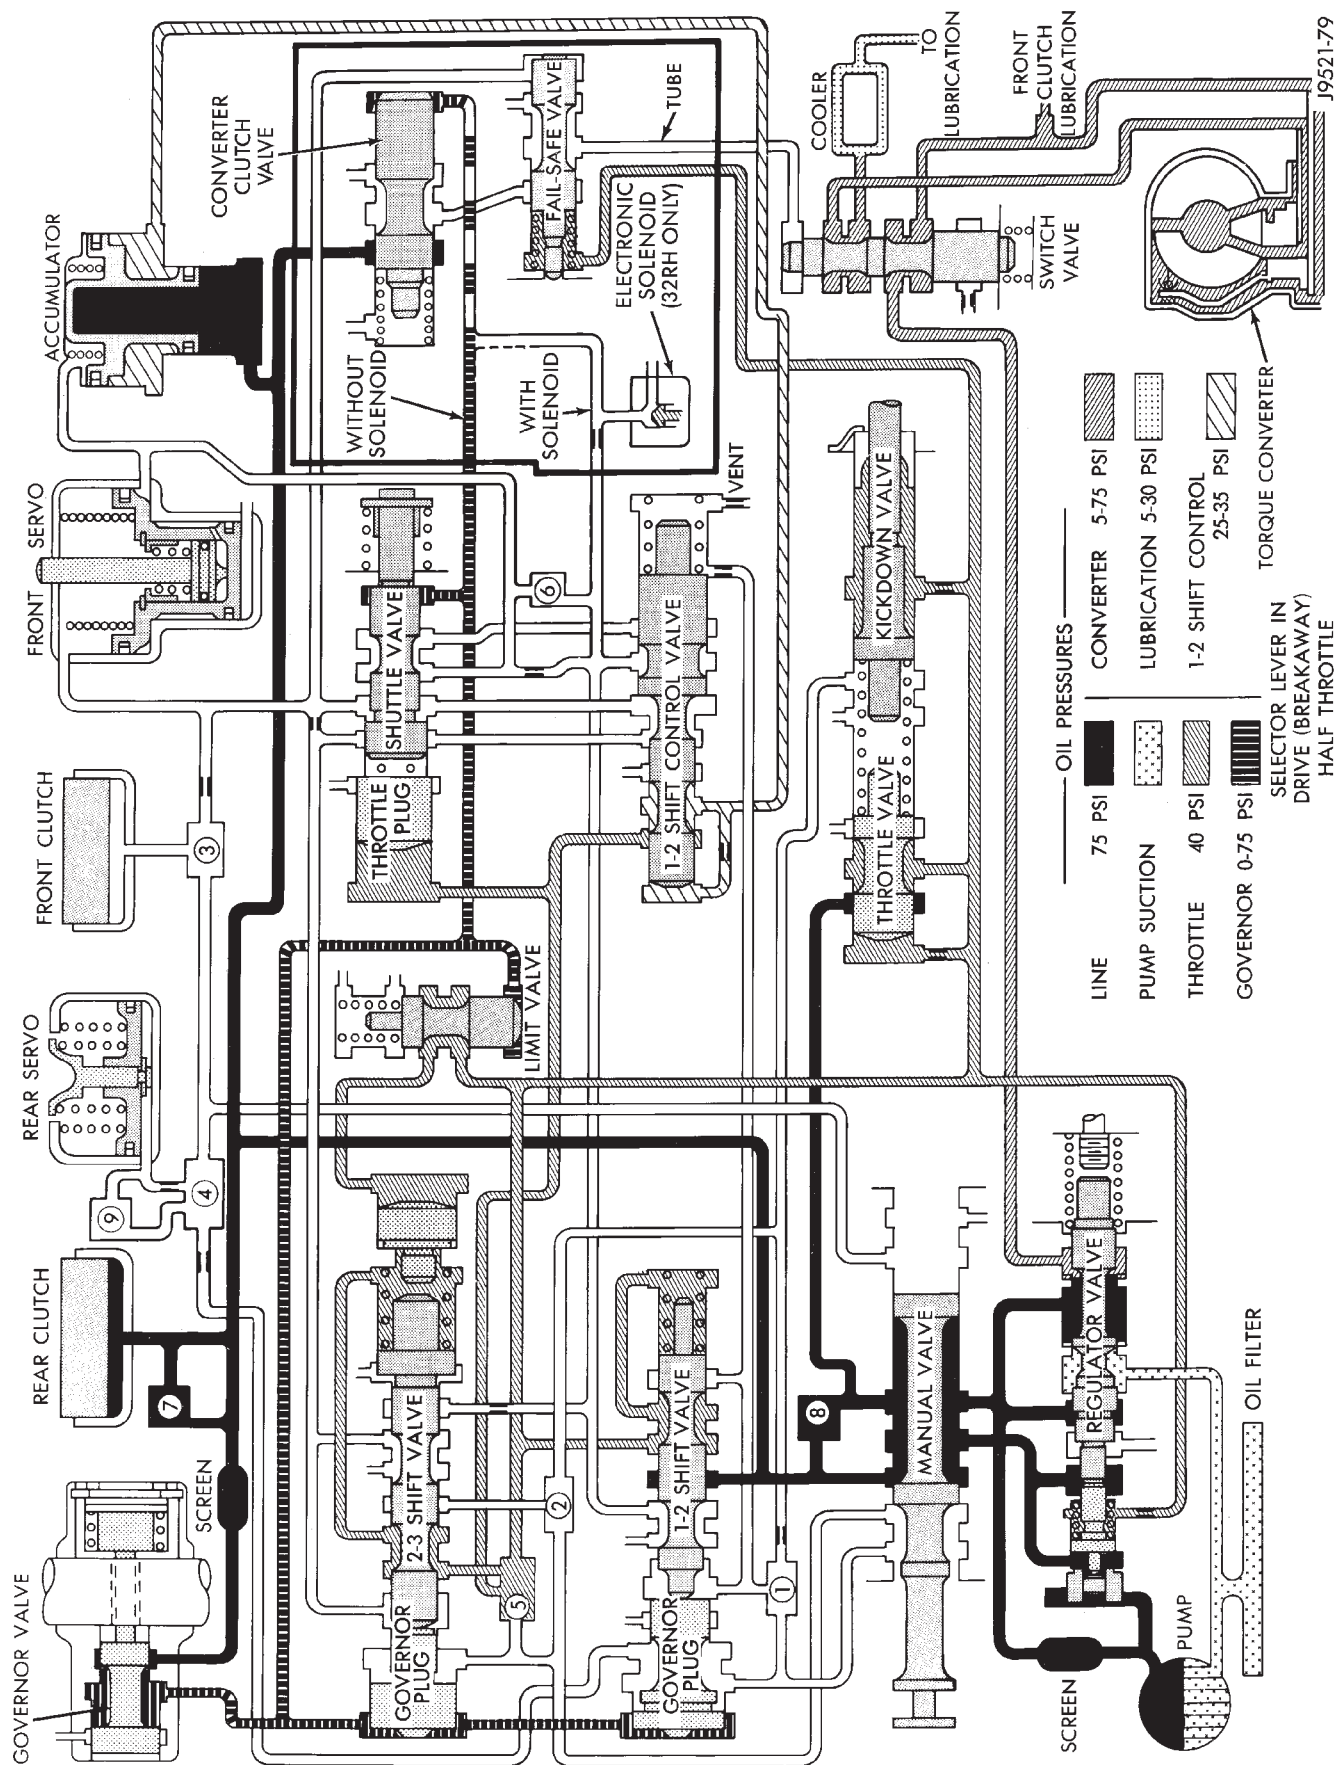 GOVERNOR VALVE
REAR CLUTCH
REAR SERVO
FRONT CLUTCH
FRONT SERVO
ACCUMULATOR
SCREEN
7
9
4
3
CONVERTER
CLUTCH
VALVE
GOVERNOR
PLUG
2-3 SHIFT VALVE
LIMIT VALVE
THROTTLE
PLUG
SHUTTLE VALVE
WITHOUT
SOLENOID
FAIL-SAFE VALVE
5
2
6
WITH
SOLENOID
ELECTRONIC
SOLENOID
(32RH ONLY)
TUBE
GOVERNOR
PLUG
1-2 SHIFT VALVE
1-2 SHIFT CONTROL VALVE
VENT
1
8
COOLER
TO
LUBRICATION
FRONT
CLUTCH
LUBRICATION
SWITCH
VALVE
MANUAL VALVE
THROTTLE VALVE
KICKDOWN VALVE
SCREEN
PUMP
REGULATOR VALVE
OIL FILTER
OIL PRESSURES
LINE 75 PSI
PUMP SUCTION
THROTTLE 40 PSI
GOVERNOR 0-75 PSI
CONVERTER 5-75 PSI
LUBRICATION 5-30 PSI
1-2 SHIFT CONTROL
25-35 PSI
TORQUE CONVERTER
SELECTOR LEVER IN
DRIVE (BREAKAWAY)
HALF THROTTLE
J9521-79